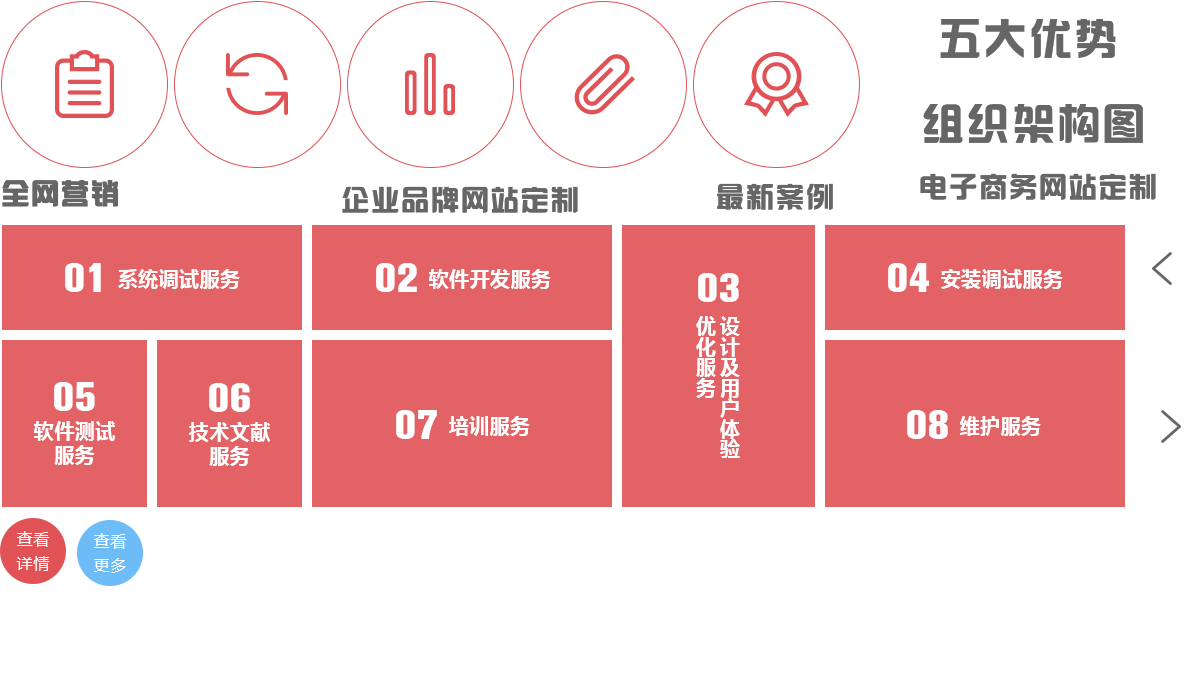 五大优势
组织架构图
全网营销
企业品牌网站定制
最新案例
电子商务网站定制
01 系统调试服务
02 软件开发服务
03
设计及用户体验
优化服务
04 安装调试服务
05
软件测试
服务
06
技术文献
服务
07 培训服务
08 维护服务
查看
详情
查看
更多